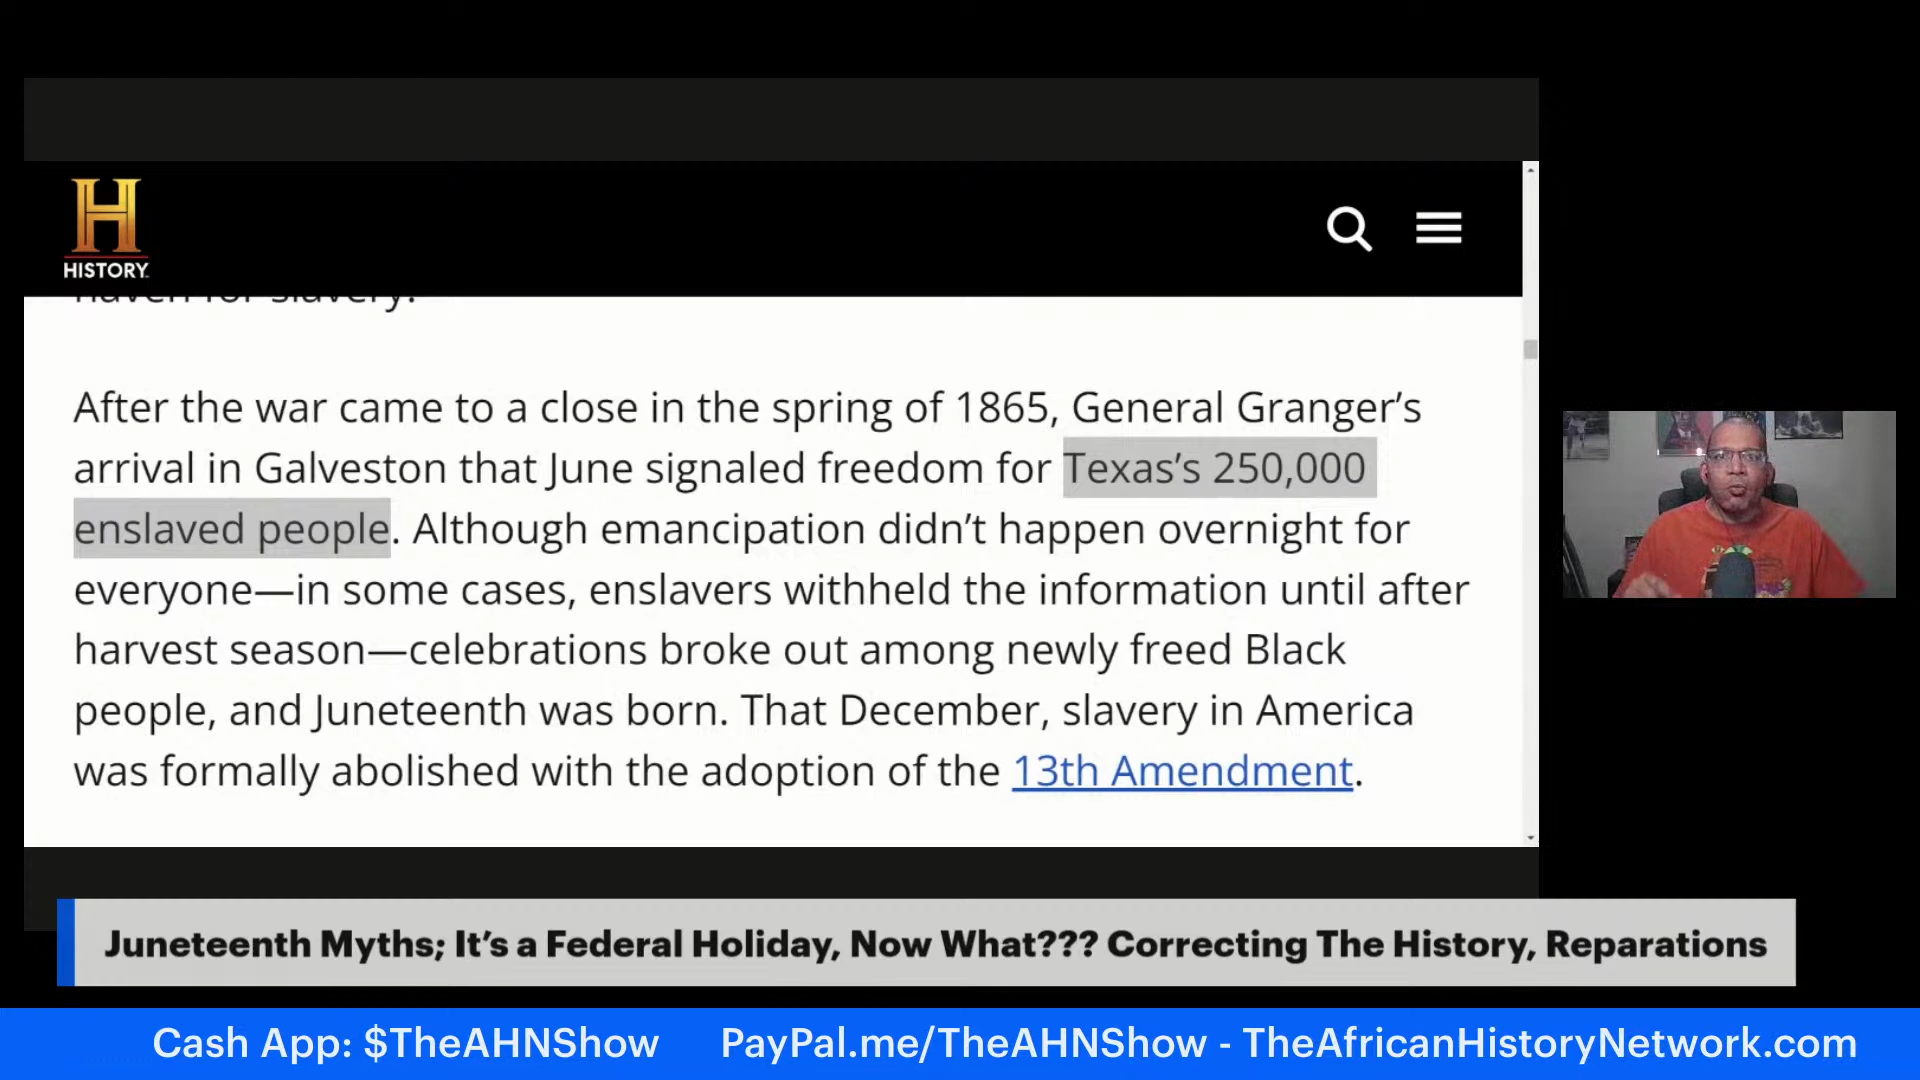 HISTORY
haven for slavery.
After the war came to a close in the spring of 1865, General Granger’s
arrival in Galveston that June signaled freedom for Texas’s 250,000
enslaved people. Although emancipation didn’t happen overnight for
everyone—in some cases, enslavers withheld the information until after
harvest season—celebrations broke out among newly freed Black
people, and Juneteenth was born. That December, slavery in America
was formally abolished with the adoption of the 13th Amendment.
Juneteenth Myths; It’s a Federal Holiday, Now What??? Correcting The History, Reparations
Cash App: $TheAHNShow PayPal.me/TheAHNShow - TheAfricanHistoryNetwork.com